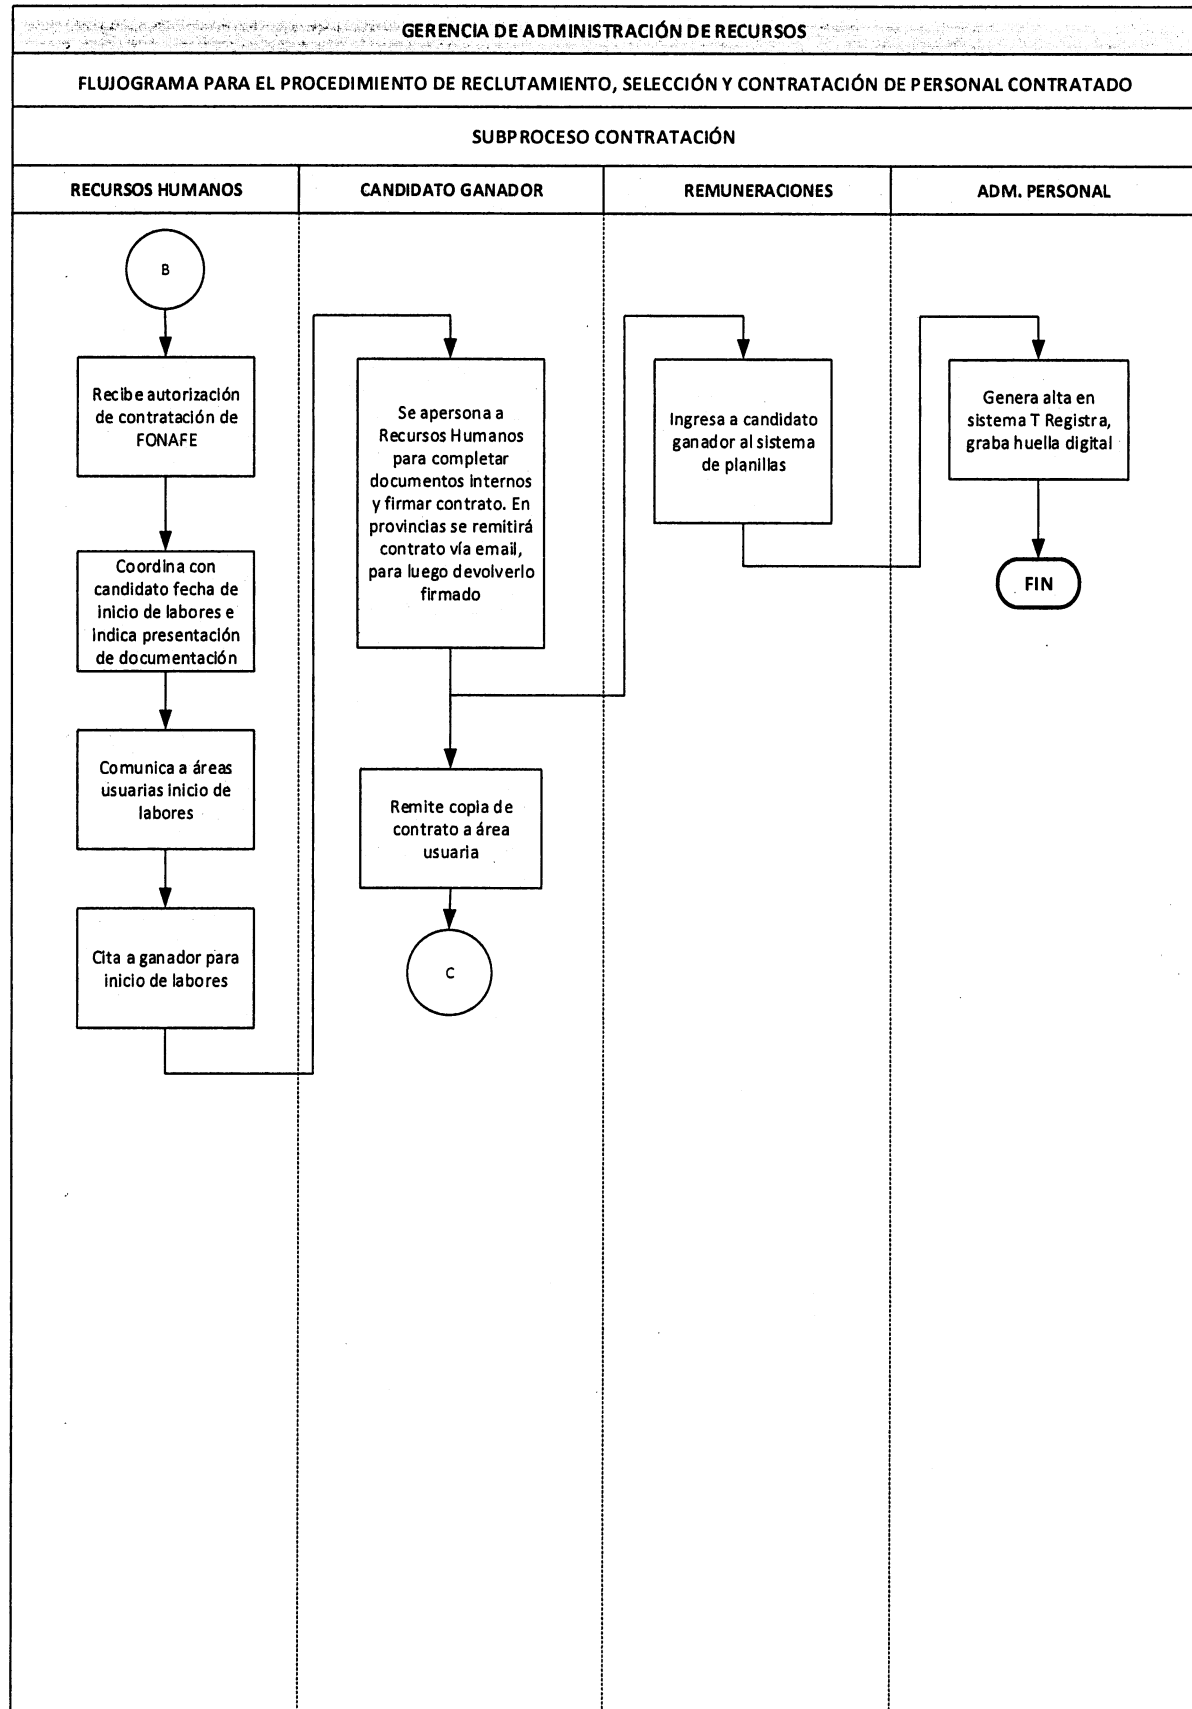 GERENCIA DE ADMINISTRACIÓN DE RECURSOS
FLUJOGRAMA PARA EL PROCEDIMIENTO DE RECLUTAMIENTO, SELECCIÓN Y CONTRATACIÓN DE PERSONAL CONTRATADO
SUBPROCESO CONTRATACIÓN
RECURSOS HUMANOS
CANDIDATO GANADOR
REMUNERACIONES
ADM. PERSONAL
B
Recibe autorización
de contratación de
FONAFE
Coordina con
candidato fecha de
inicio de labores e
indica presentación
de documentación
Comunica a áreas
usuarias inicio de
labores
Cita a ganador para
inicio de labores
Se apersona a
Recursos Humanos
para completar
documentos internos
y firmar contrato. En
provincias se remitirá
contrato vía email,
para luego devolverlo
firmado
Remite copia de
contrato a área
usuaria
C
Ingresa a candidato
ganador al sistema
de planillas
Genera alta en
sistema T Registra,
graba huella digital
FIN